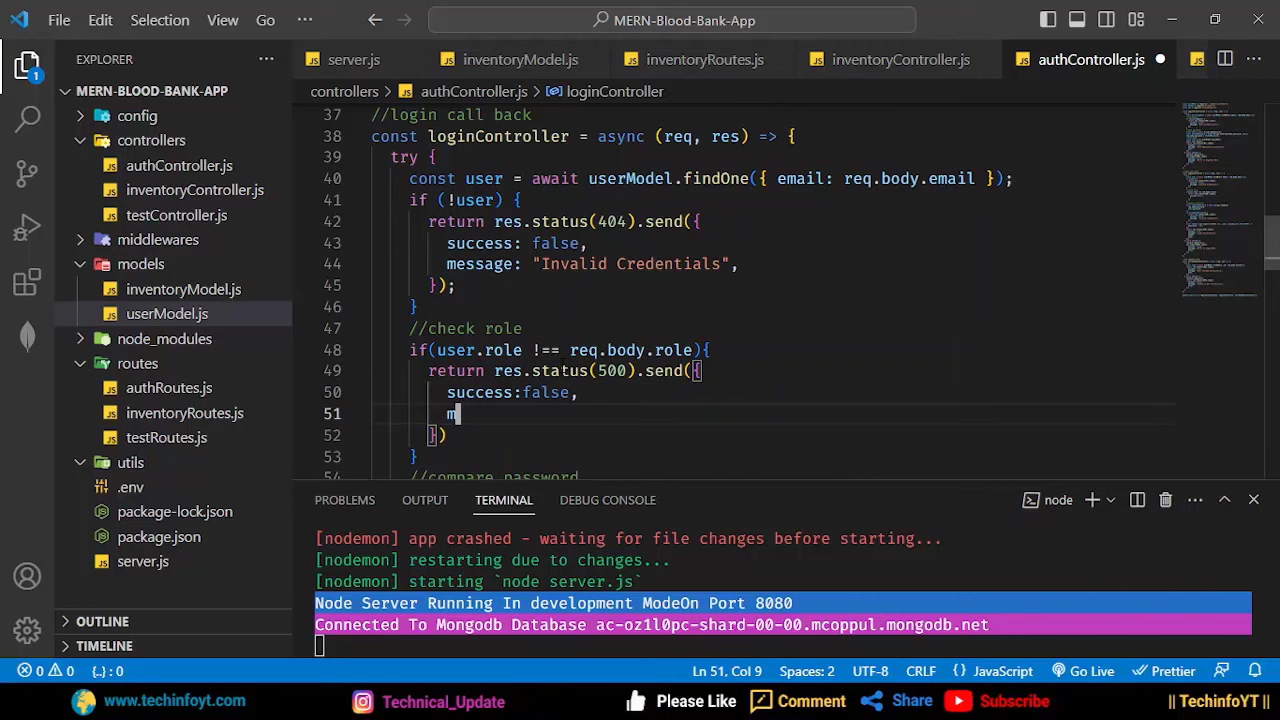 File Edit Selection View Go ··· MERN-Blood-Bank-App
EXPLORER ···
server.js inventoryModel.js inventoryRoutes.js inventoryController.js authController.js ···
MERN-BLOOD-BANK-APP
config
controllers
authController.js
inventoryController.js
testController.js
middlewares
models
inventoryModel.js
userModel.js
node_modules
routes
authRoutes.js
inventoryRoutes.js
testRoutes.js
utils
.env
package-lock.json
package.json
server.js
OUTLINE
TIMELINE
1
controllers > authController.js > loginController
37 //login call back
38 const loginController = async (req, res) => {
39 try {
40 const user = await userModel.findOne({ email: req.body.email });
41 if (!user) {
42 return res.status(404).send({
43 success: false,
44 message: "Invalid Credentials",
45 });
46 }
47 //check role
48 if(user.role !== req.body.role){
49 return res.status(500).send({
50 success:false,
51 m
52 })
53 }
54 //compare password
PROBLEMS OUTPUT TERMINAL DEBUG CONSOLE node ···
[nodemon] app crashed - waiting for file changes before starting...
[nodemon] restarting due to changes...
[nodemon] starting `node server.js`
Node Server Running In development ModeOn Port 8080
Connected To Mongodb Database ac-oz1l0pc-shard-00-00.mcoppul.mongodb.net
0 0 {..} : 0 Ln 51, Col 9 Spaces: 2 UTF-8 CRLF {} JavaScript Go Live Prettier
www.techinfoyt.com Technical_Update Please Like Comment Share Subscribe || TechinfoYT ||